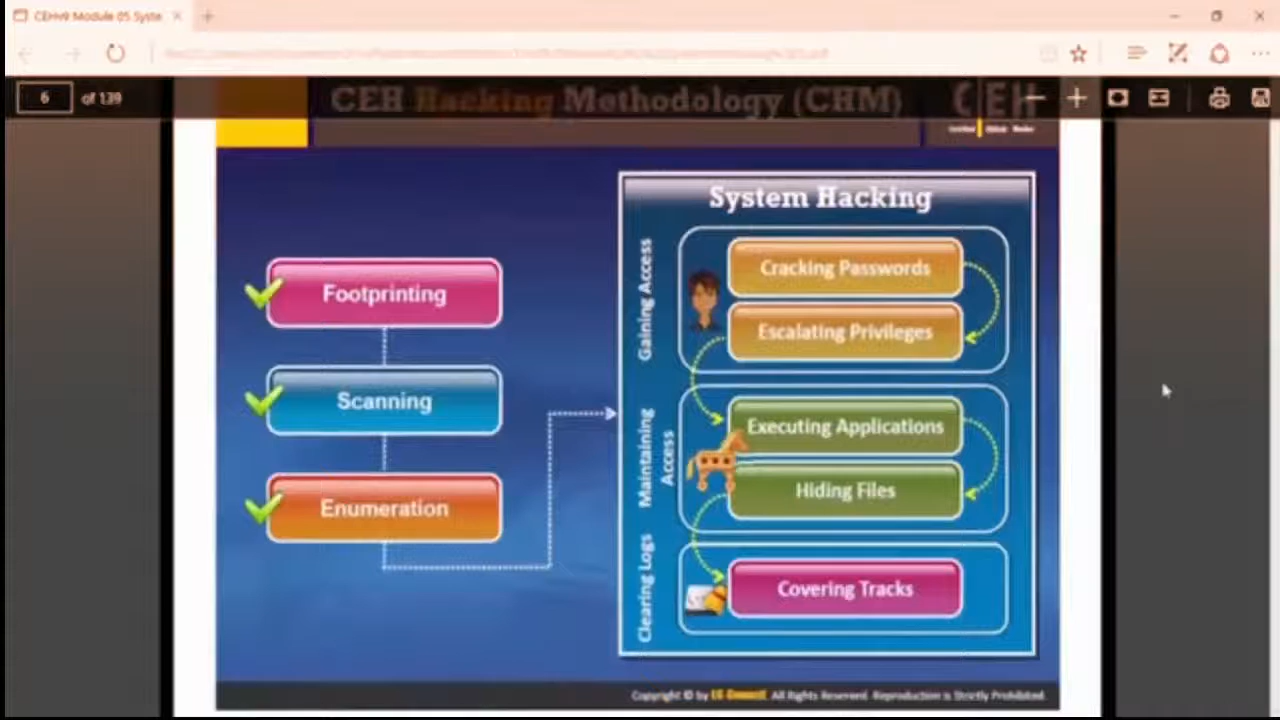 CEHv9 Module 05 Syste
6 of 139
CEH Hacking Methodology (CHM)
CEH
System Hacking
Footprinting
Scanning
Enumeration
Gaining Access
Cracking Passwords
Escalating Privileges
Maintaining
Access
Executing Applications
Hiding Files
Clearing Logs
Covering Tracks
Copyright © by EC-Council. All Rights Reserved. Reproduction is Strictly Prohibited.